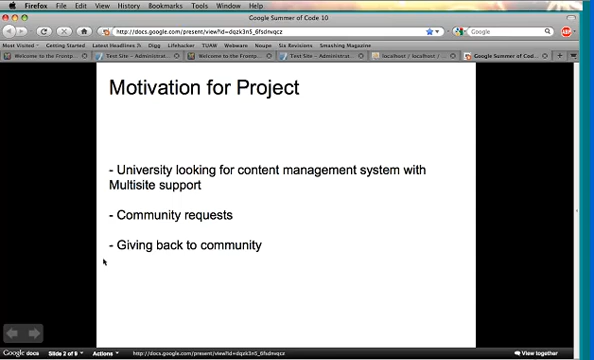 Firefox File Edit View History Bookmarks Tools Window Help
Google Summer of Code 10
http://docs.google.com/present/view?id=dqzk3n5_6fsdnvqcz
Google
Most Visited Getting Started Latest Headlines Digg Lifehacker TUAW Webware Noupe Six Revisions Smashing Magazine
Welcome to the Frontp... Test Site – Administrat... Welcome to the Frontp... Test Site – Administrat... localhost / localhost / ... Google Summer of Cod...
Motivation for Project
- University looking for content management system with
Multisite support
- Community requests
- Giving back to community
Google docs Slide 2 of 9 Actions http://docs.google.com/present/view?id=dqzk3n5_6fsdnvqcz View together